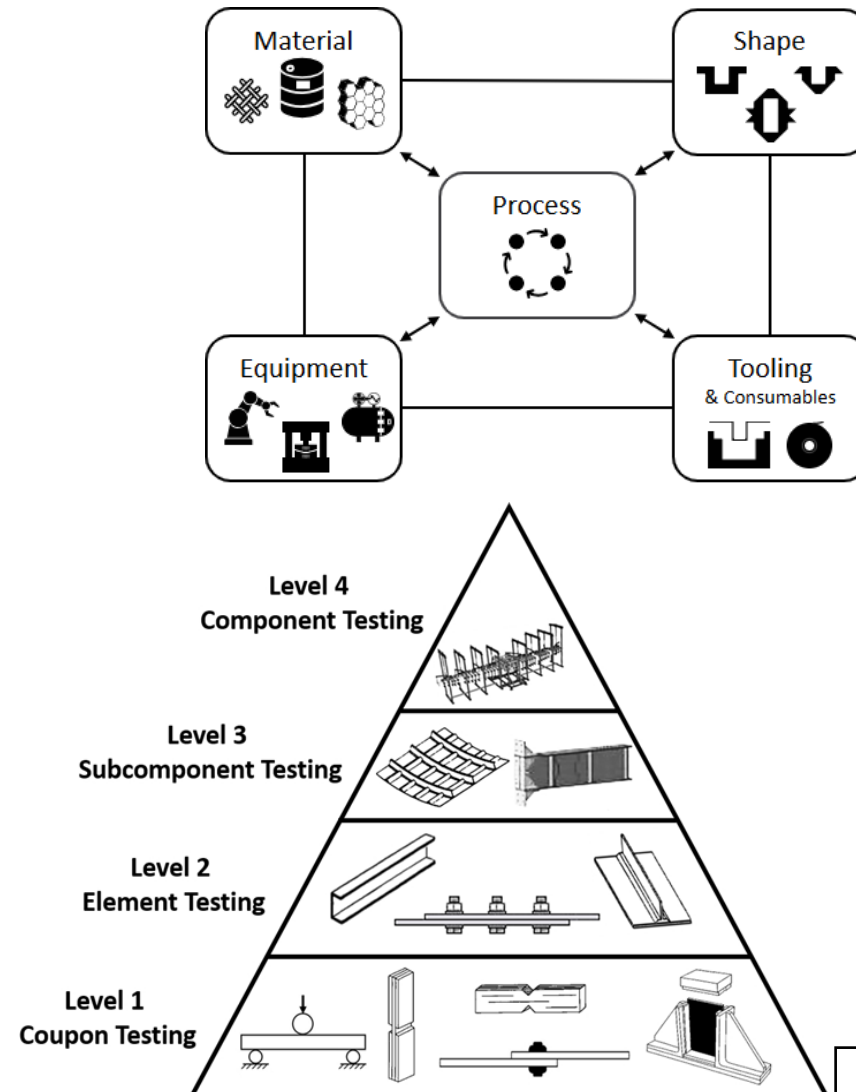 Material
Shape
Process
Equipment
Tooling
& Consumables
Level 4
Component Testing
Level 3
Subcomponent Testing
Level 2
Element Testing
Level 1
Coupon Testing